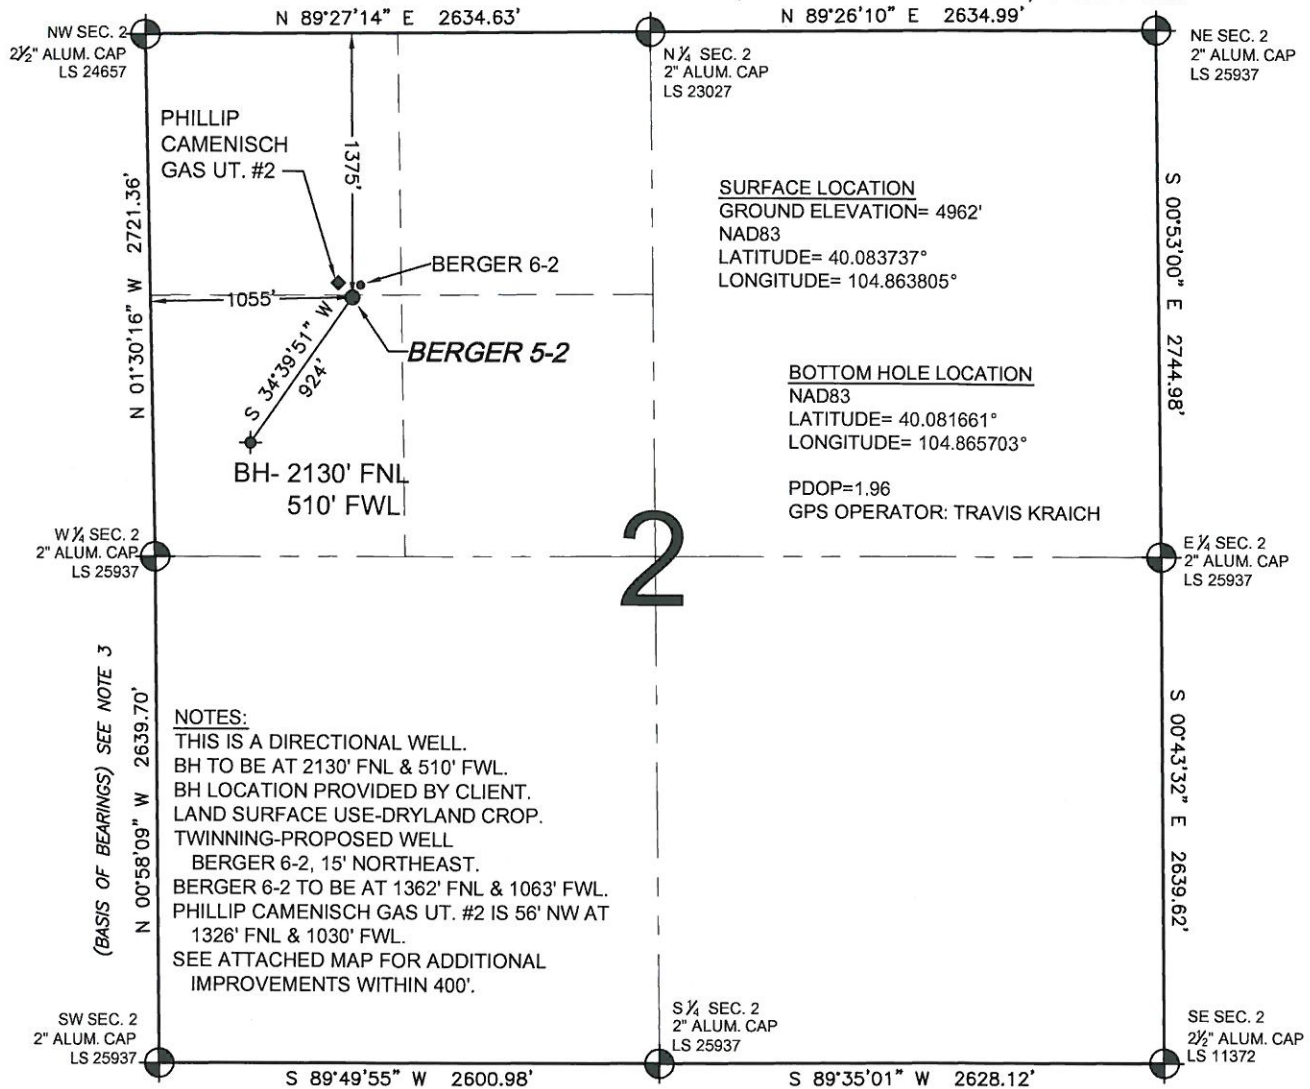 N 89°27'14" E 2634.63'
N 89°26'10" E 2634.99'
NW SEC. 2
2½" ALUM. CAP
LS 24657
N ¼ SEC. 2
2" ALUM. CAP
LS 23027
NE SEC. 2
2" ALUM. CAP
LS 25937
PHILLIP
CAMENISCH
GAS UT. #2
1375'
N 01°30'16" W 2721.36'
BERGER 6-2
1055'
BERGER 5-2
S 34°39'51" W
924'
BH- 2130' FNL
510' FWL
SURFACE LOCATION
GROUND ELEVATION= 4962'
NAD83
LATITUDE= 40.083737°
LONGITUDE= 104.863805°
BOTTOM HOLE LOCATION
NAD83
LATITUDE= 40.081661°
LONGITUDE= 104.865703°
PDOP=1.96
GPS OPERATOR: TRAVIS KRAICH
S 00°53'00" E 2744.98'
W ¼ SEC. 2
2" ALUM. CAP
LS 25937
2
E ¼ SEC. 2
2" ALUM. CAP
LS 25937
(BASIS OF BEARINGS) SEE NOTE 3
N 00°58'09" W 2639.70'
NOTES:
THIS IS A DIRECTIONAL WELL.
BH TO BE AT 2130' FNL & 510' FWL.
BH LOCATION PROVIDED BY CLIENT.
LAND SURFACE USE-DRYLAND CROP.
TWINNING-PROPOSED WELL
BERGER 6-2, 15' NORTHEAST.
BERGER 6-2 TO BE AT 1362' FNL & 1063' FWL.
PHILLIP CAMENISCH GAS UT. #2 IS 56' NW AT
1326' FNL & 1030' FWL.
SEE ATTACHED MAP FOR ADDITIONAL
IMPROVEMENTS WITHIN 400'.
S 00°43'32" E 2639.62'
SW SEC. 2
2" ALUM. CAP
LS 25937
S ¼ SEC. 2
2" ALUM. CAP
LS 25937
SE SEC. 2
2½" ALUM. CAP
LS 11372
S 89°49'55" W 2600.98'
S 89°35'01" W 2628.12'